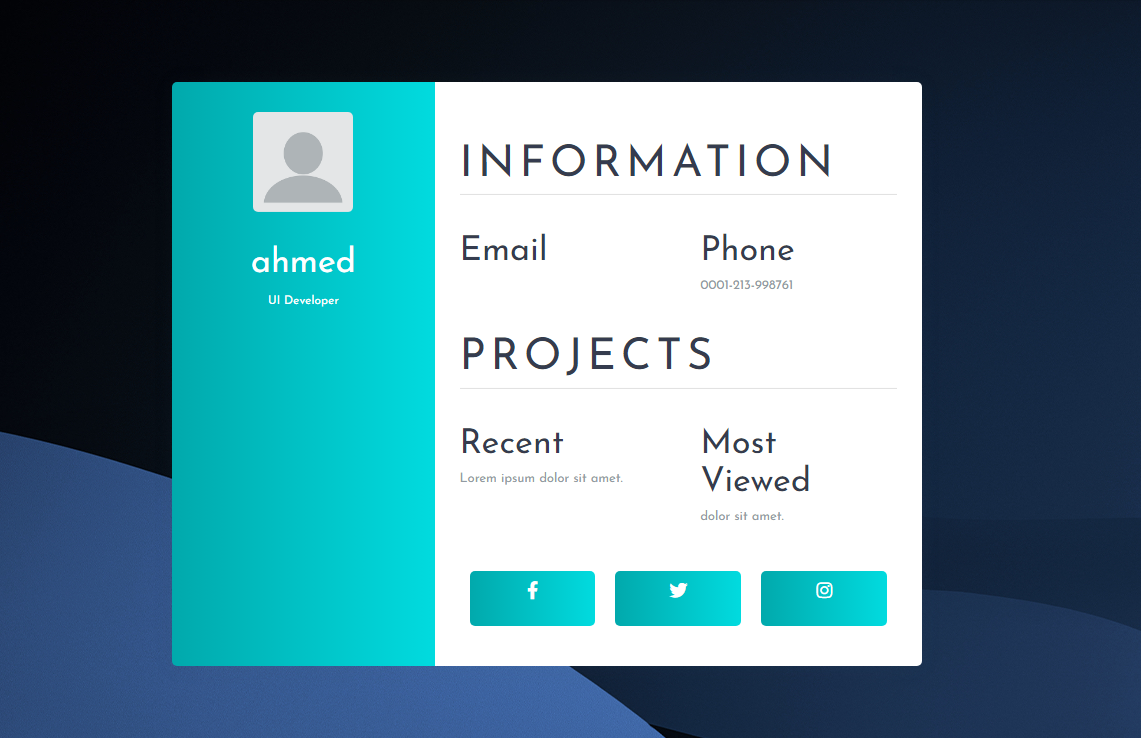 ahmed
UI Developer
INFORMATION
Email
Phone
0001-213-998761
PROJECTS
Recent
Lorem ipsum dolor sit amet.
Most
Viewed
dolor sit amet.